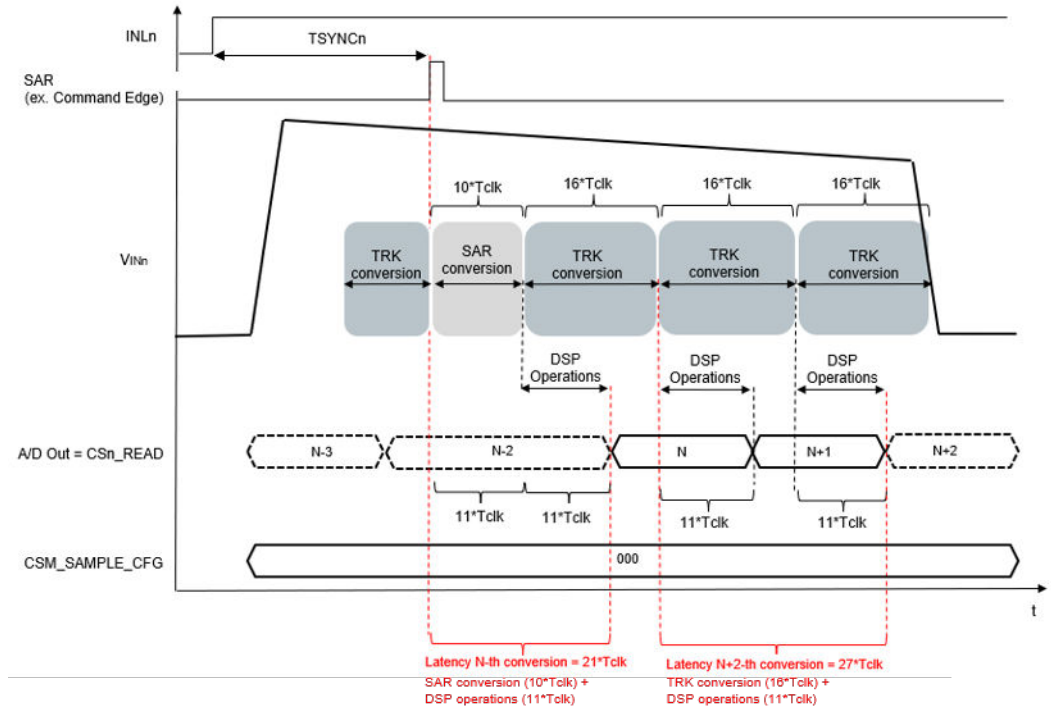 INLn
TSYNCn
SAR
(ex. Command Edge)
10*Tclk
16*Tclk
16*Tclk
16*Tclk
VINn
TRK
conversion
SAR
conversion
TRK
conversion
TRK
conversion
TRK
conversion
DSP
Operations
DSP
Operations
DSP
Operations
A/D Out = CSn_READ
N-3
N-2
N
N+1
N+2
11*Tclk
11*Tclk
11*Tclk
11*Tclk
CSM_SAMPLE_CFG
000
t
Latency N-th conversion = 21*Tclk
SAR conversion (10*Tclk) +
DSP operations (11*Tclk)
Latency N+2-th conversion = 27*Tclk
TRK conversion (16*Tclk) +
DSP operations (11*Tclk)